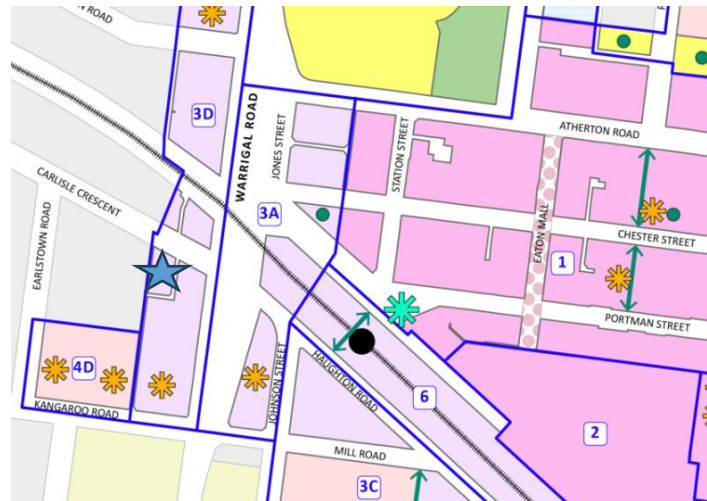 N ROAD
3D
WARRIGAL ROAD
JONES STREET
STATION STREET
ATHERTON ROAD
CARLISLE CRESCENT
3A
EARLSTOWN ROAD
EATON MALL
CHESTER STREET
1
PORTMAN STREET
4D
KANGAROO ROAD
JOHNSON STREET
HAUGHTON ROAD
6
2
MILL ROAD
3C